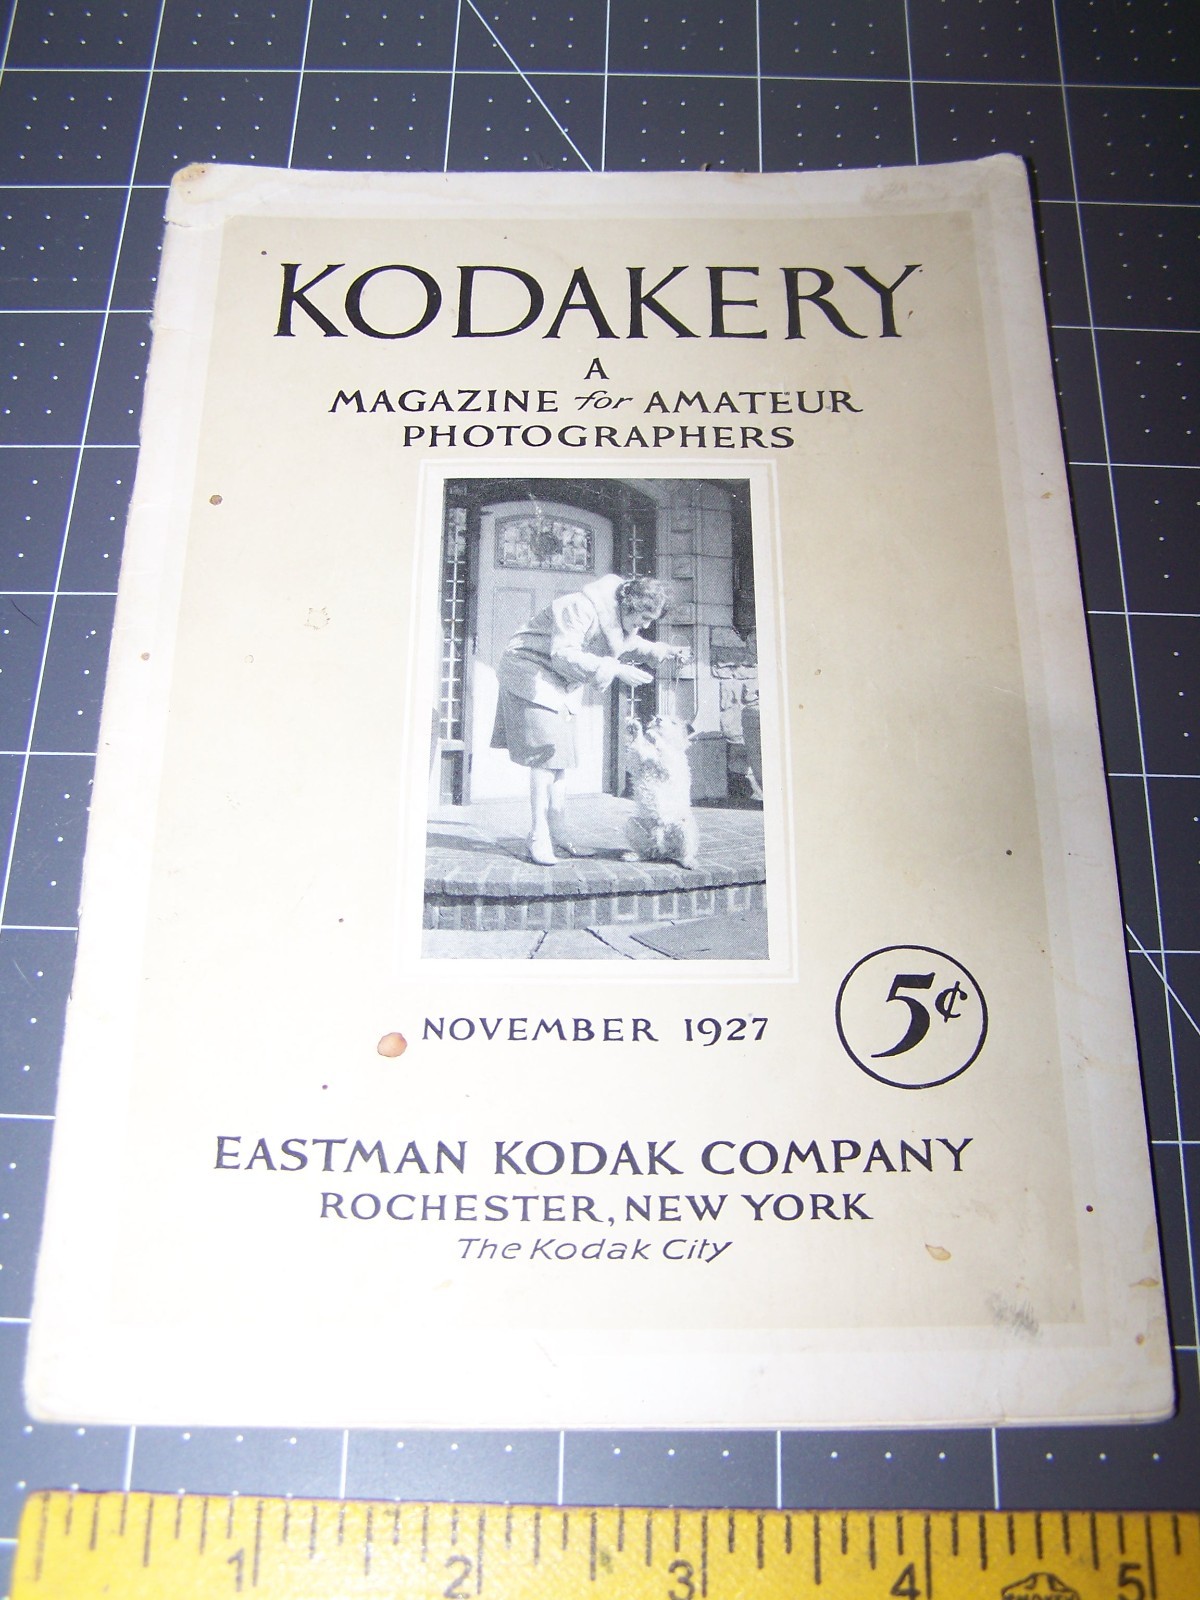 KODAKERY
A
MAGAZINE for AMATEUR
PHOTOGRAPHERS
NOVEMBER 1927
5¢
EASTMAN KODAK COMPANY
ROCHESTER, NEW YORK
The Kodak City
1 2 3 4 5